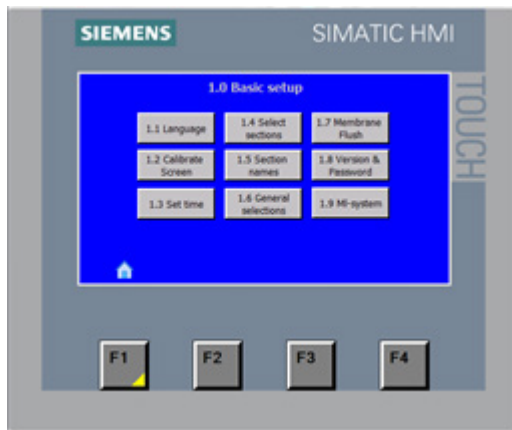 SIEMENS
SIMATIC HMI
TOUCH
1.0 Basic setup
1.1 Language
1.4 Select
sections
1.7 Membrane
Flush
1.2 Calibrate
Screen
1.5 Section
names
1.8 Version &
Password
1.3 Set time
1.6 General
selections
1.9 Mi-system
F1
F2
F3
F4